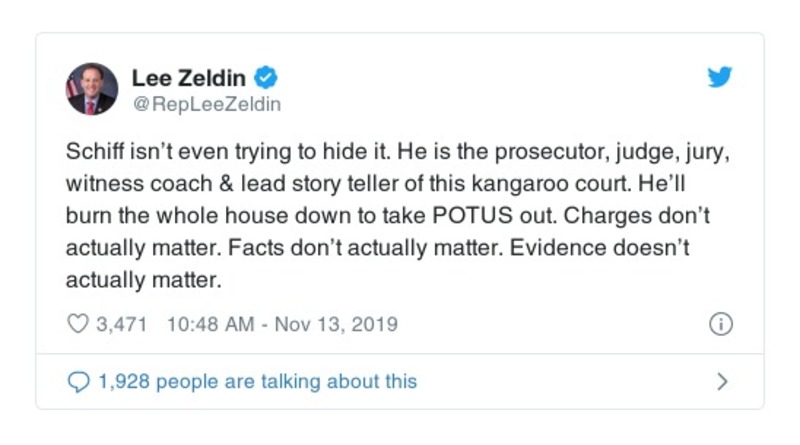 Lee Zeldin
@RepLeeZeldin
Schiff isn’t even trying to hide it. He is the prosecutor, judge, jury,
witness coach & lead story teller of this kangaroo court. He’ll
burn the whole house down to take POTUS out. Charges don’t
actually matter. Facts don’t actually matter. Evidence doesn’t
actually matter.
3,471 10:48 AM - Nov 13, 2019
1,928 people are talking about this